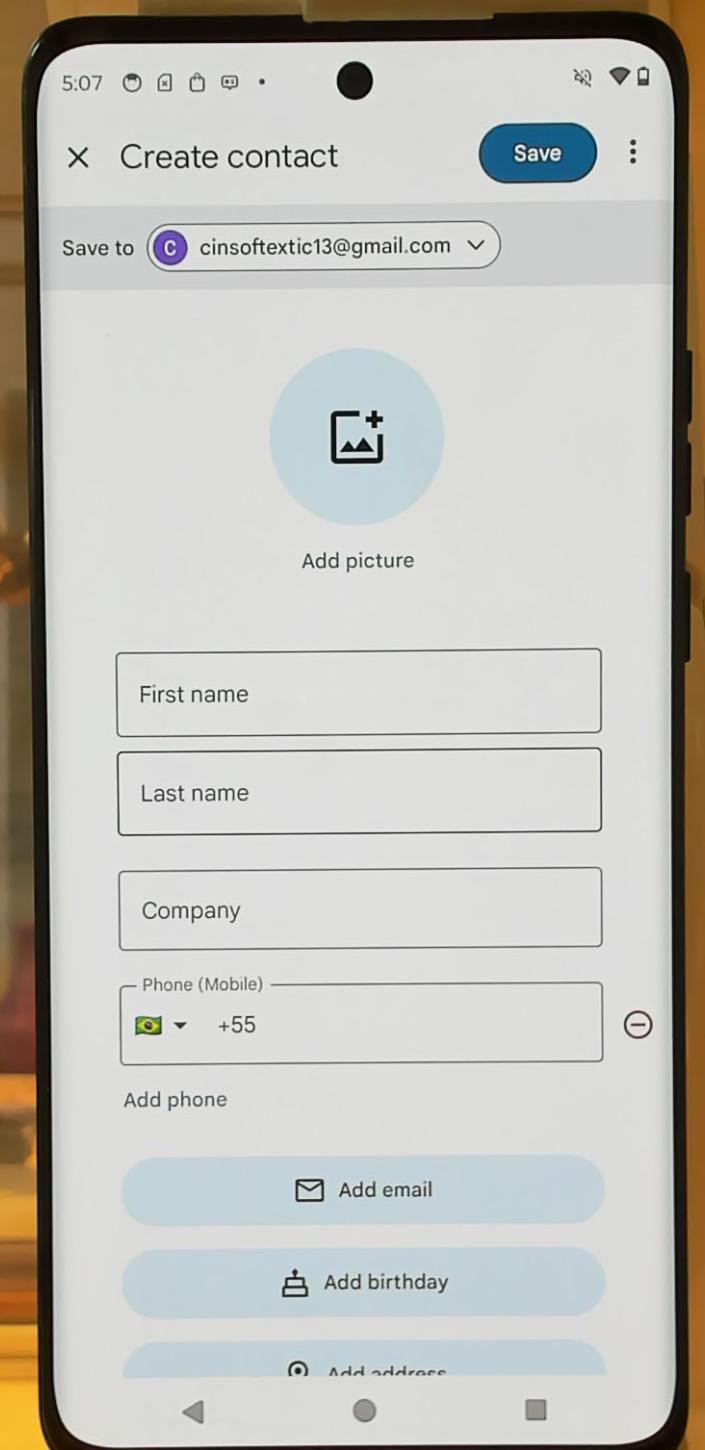 5:07
Create contact
Save
Save to
C
cinsoftextic13@gmail.com
Add picture
First name
Last name
Company
Phone (Mobile)
+55
Add phone
Add email
Add birthday
Add address